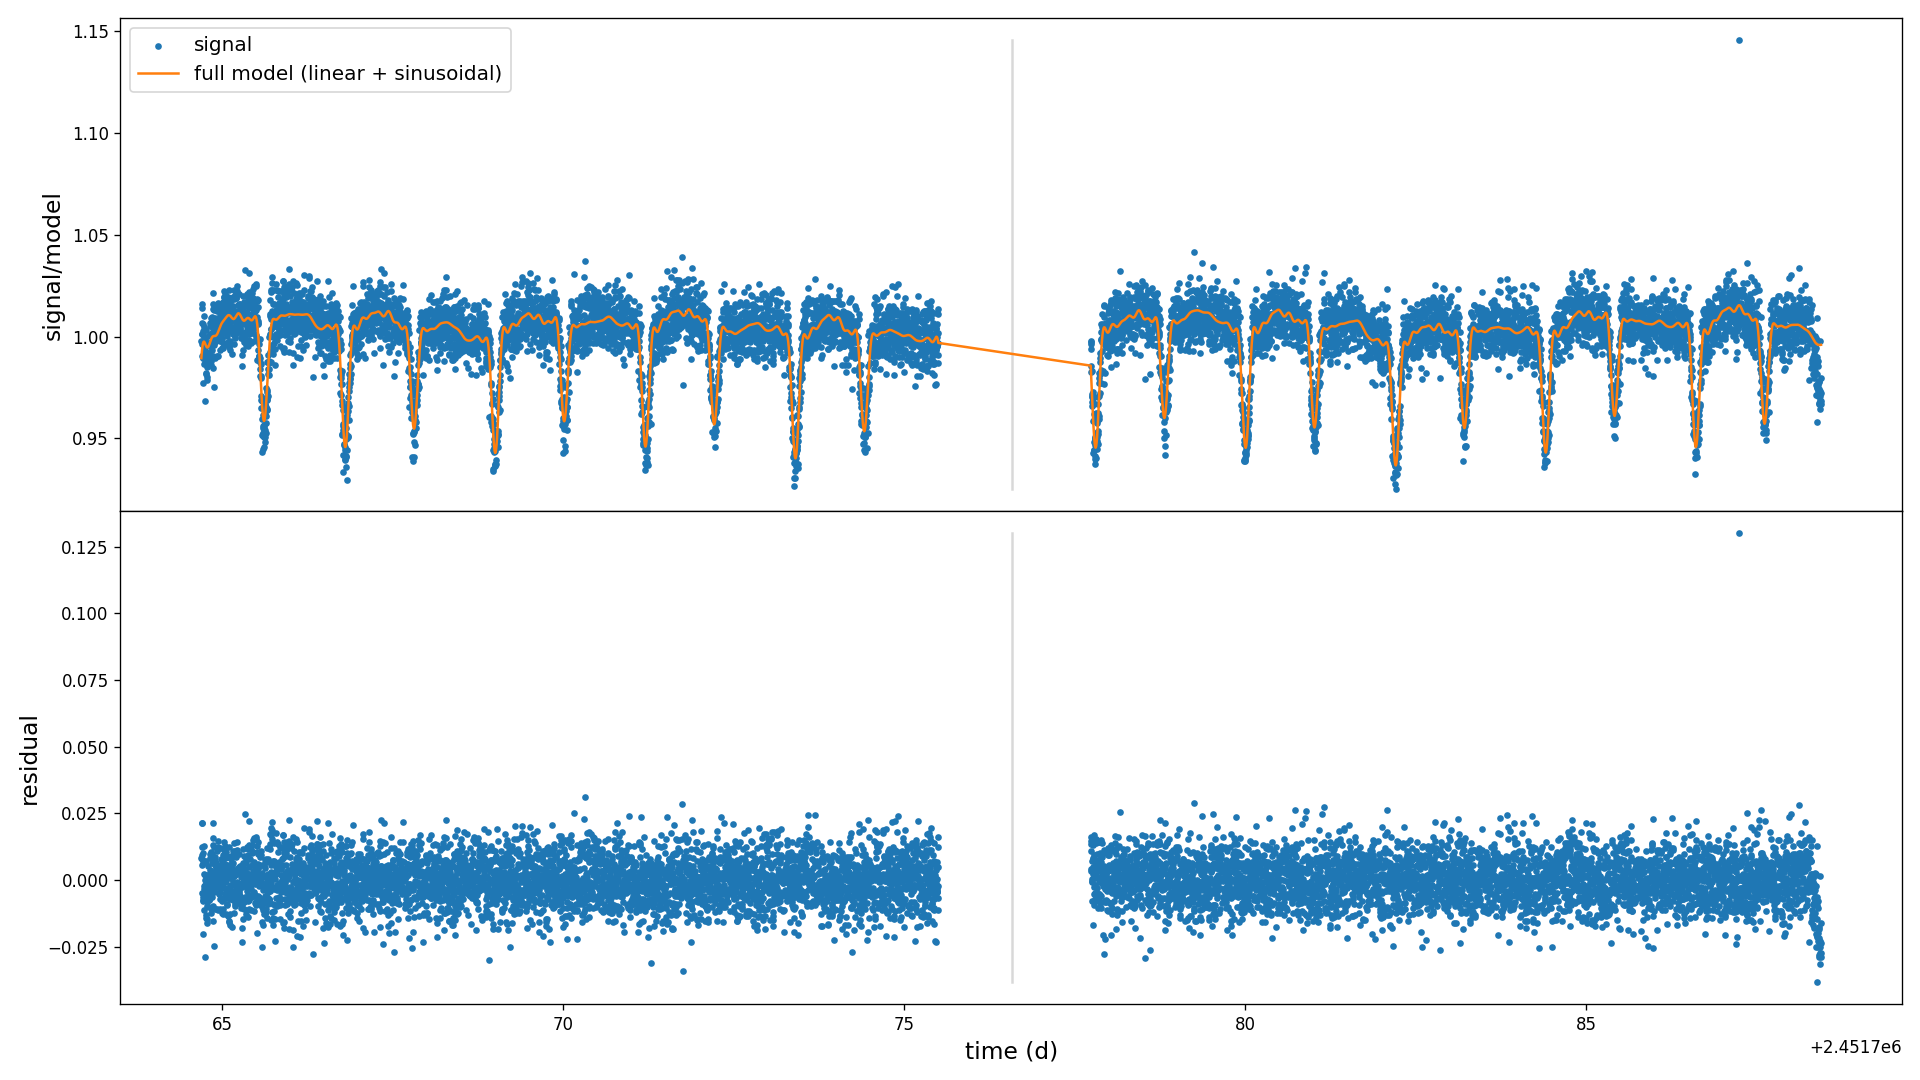 signal
full model (linear + sinusoidal)
signal/model
1.15
1.10
1.05
1.00
0.95
residual
0.125
0.100
0.075
0.050
0.025
0.000
−0.025
65 70 75 80 85
time (d)
+2.4517e6